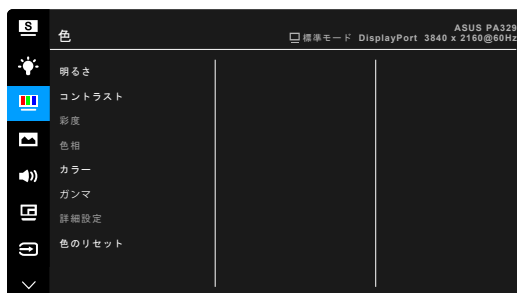 S
色
ASUS PA329
標準モード DisplayPort 3840 x 2160@60Hz
明るさ
コントラスト
彩度
色相
カラー
ガンマ
詳細設定
色のリセット